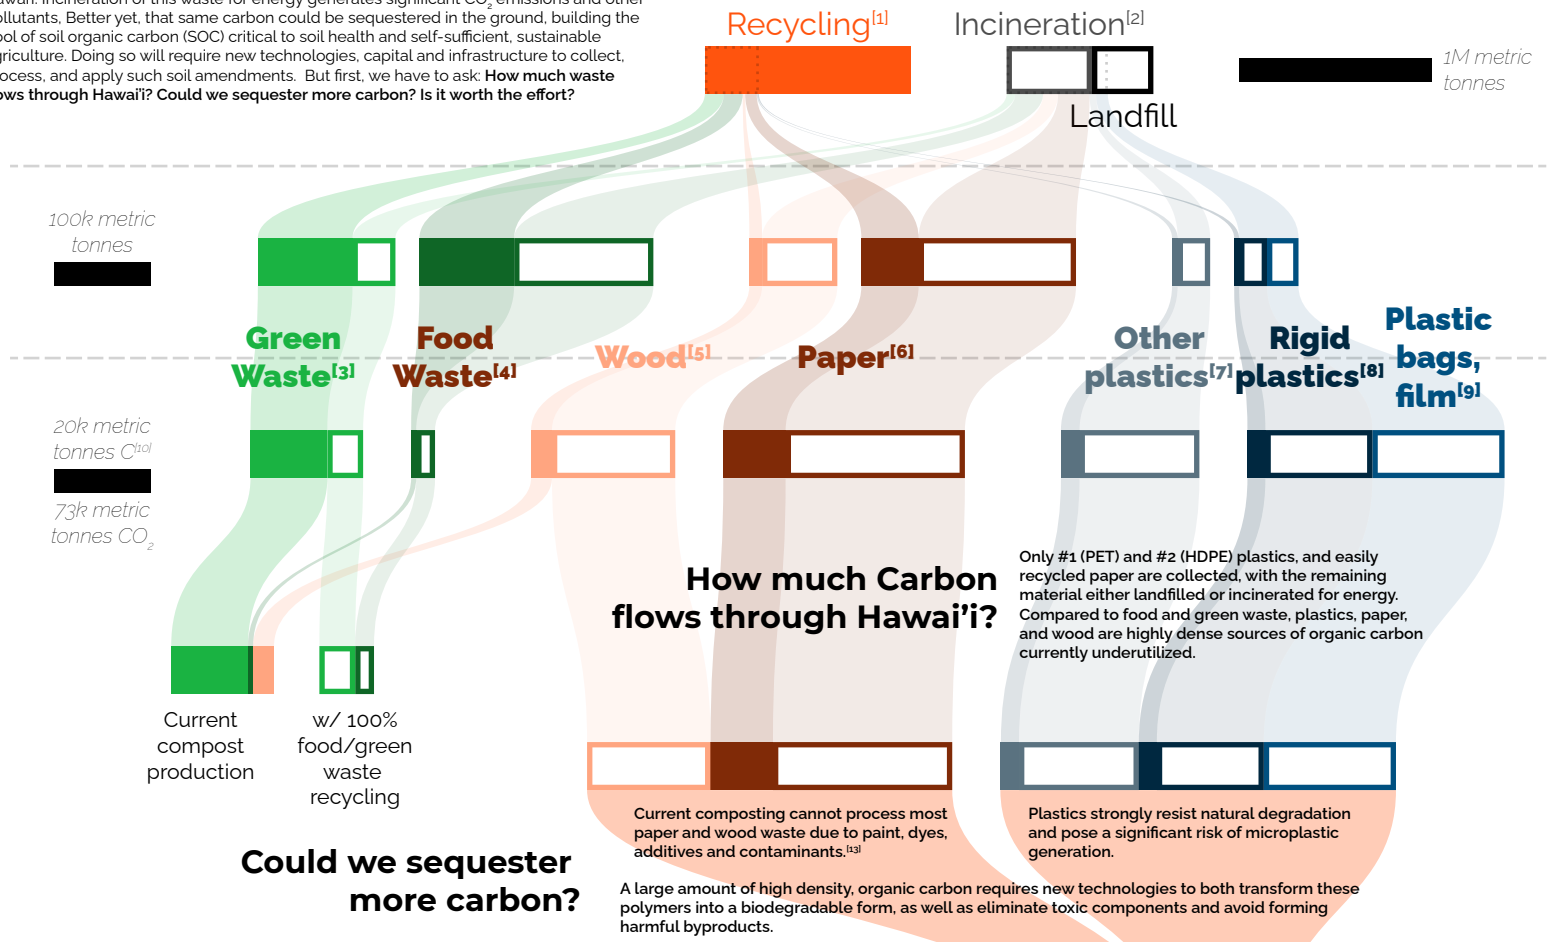 of this waste for energy generates significant CO2 emissions and other
Better yet, that same carbon could be sequestered in the ground, building the
of soil organic carbon (SOC) critical to soil health and self-sufficient, sustainable
Doing so will require new technologies, capital and infrastructure to collect,
and apply such soil amendments. But first, we have to ask: How much waste
through Hawai’i? Could we sequester more carbon? Is it worth the effort?
Recycling[1]
Incineration[2]
Landfill
1M metric
tonnes
100k metric
tonnes
Green
Waste[3]
Food
Waste[4]
Wood[5]
Paper[6]
Other
plastics[7]
Rigid
plastics[8]
Plastic
bags,
film[9]
20k metric
tonnes C[10]
73k metric
tonnes CO2
How much Carbon
flows through Hawai’i?
Only #1 (PET) and #2 (HDPE) plastics, and easily
recycled paper are collected, with the remaining
material either landfilled or incinerated for energy.
Compared to food and green waste, plastics, paper,
and wood are highly dense sources of organic carbon
currently underutilized.
Current
compost
production
w/ 100%
food/green
waste
recycling
Could we sequester
more carbon?
Current composting cannot process most
paper and wood waste due to paint, dyes,
additives and contaminants.[13]
Plastics strongly resist natural degradation
and pose a significant risk of microplastic
generation.
A large amount of high density, organic carbon requires new technologies to both transform these
polymers into a biodegradable form, as well as eliminate toxic components and avoid forming
harmful byproducts.